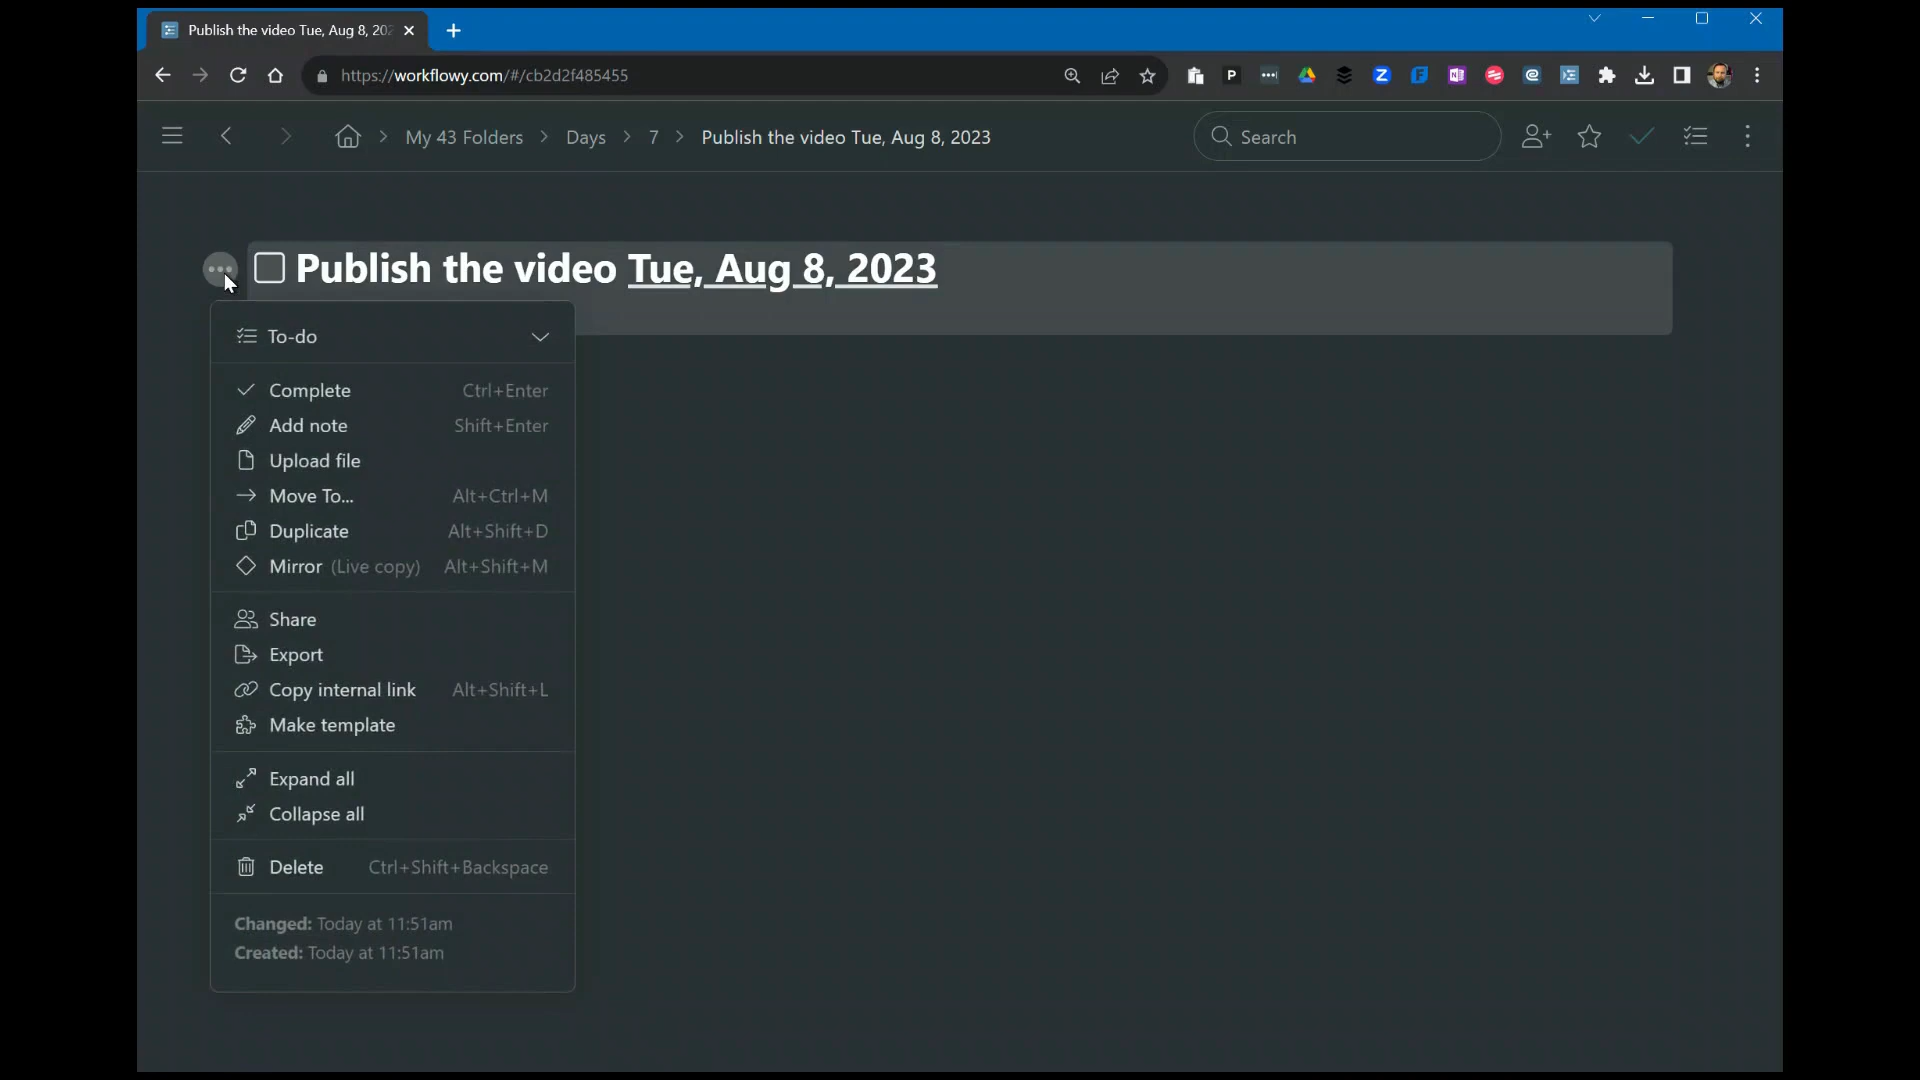 Publish the video Tue, Aug 8, 202
https://workflowy.com/#/cb2d2f485455
My 43 Folders > Days > 7 > Publish the video Tue, Aug 8, 2023
Search
Publish the video Tue, Aug 8, 2023
To-do
Complete Ctrl+Enter
Add note Shift+Enter
Upload file
Move To... Alt+Ctrl+M
Duplicate Alt+Shift+D
Mirror (Live copy) Alt+Shift+M
Share
Export
Copy internal link Alt+Shift+L
Make template
Expand all
Collapse all
Delete Ctrl+Shift+Backspace
Changed: Today at 11:51am
Created: Today at 11:51am